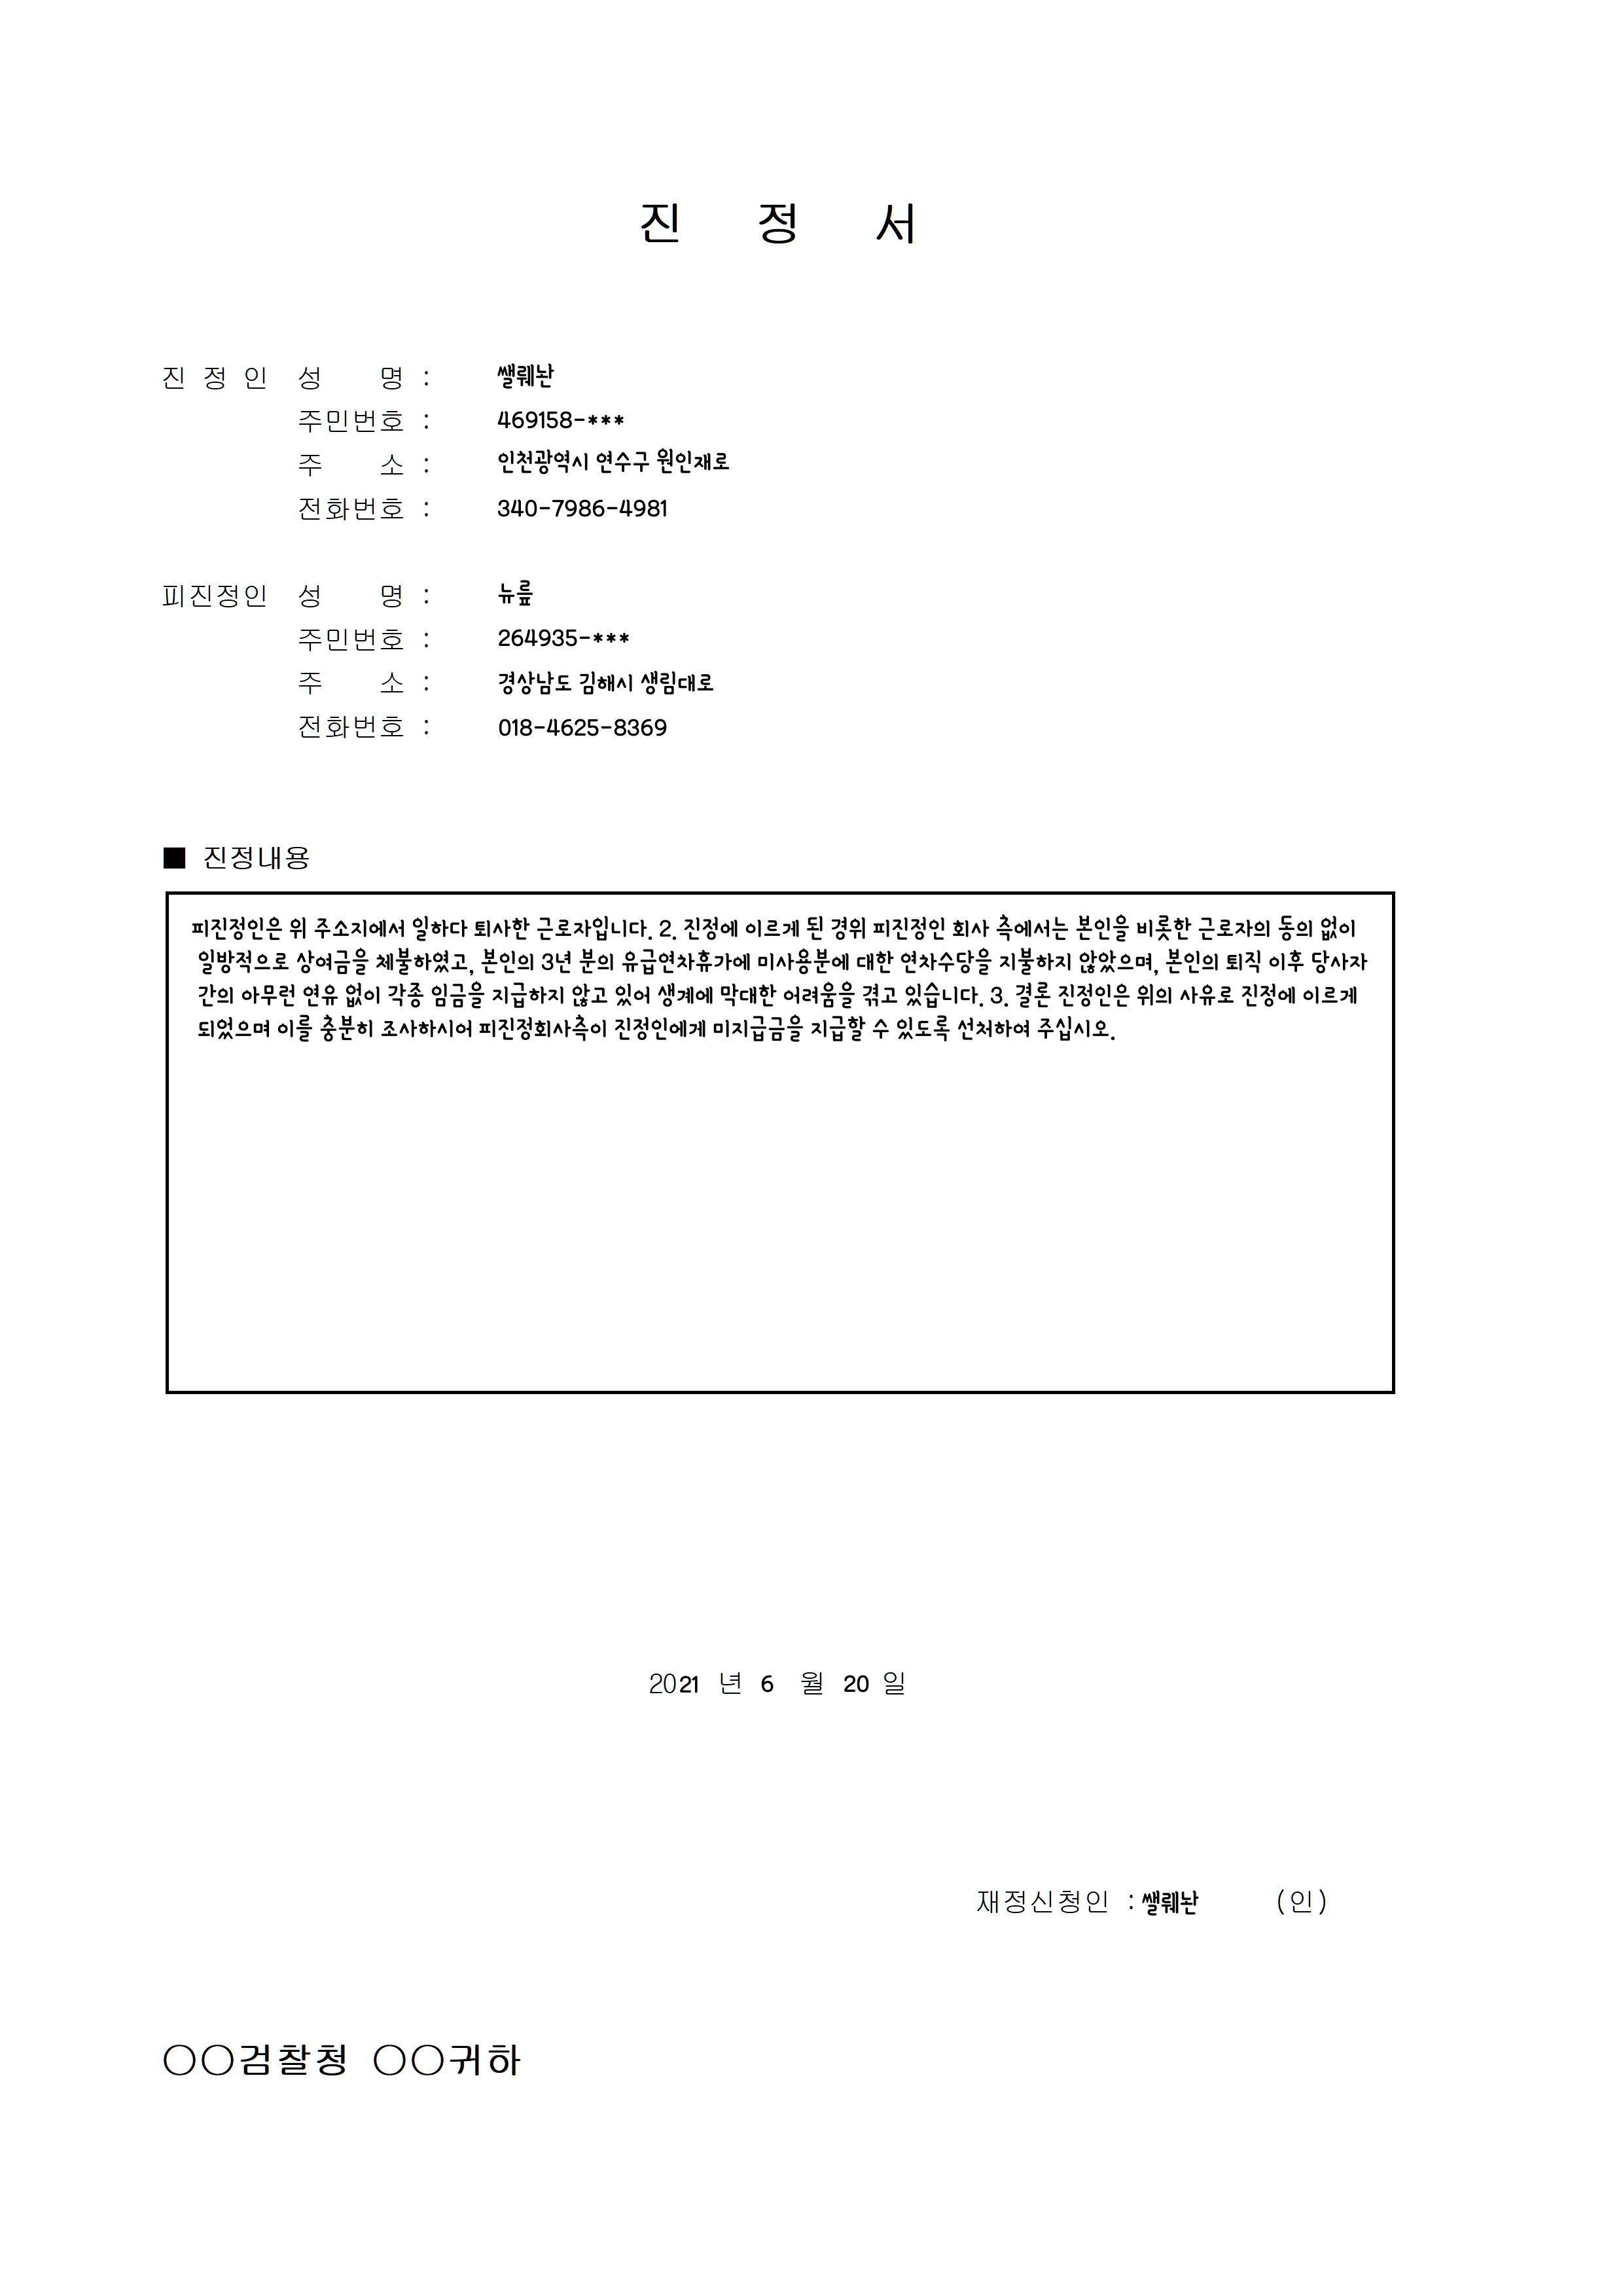 진 정 서
진 정 인 성 명 : 쌜뤠놘
주민번호 : 469158-***
주 소 : 인천광역시 연수구 원인재로
전화번호 : 340-7986-4981
피진정인 성 명 : 뉴릎
주민번호 : 264935-***
주 소 : 경상남도 김해시 생림대로
전화번호 : 018-4625-8369
■ 진정내용
피진정인은 위 주소지에서 일하다 퇴사한 근로자입니다. 2. 진정에 이르게 된 경위 피진정인 회사 측에서는 본인을 비롯한 근로자의 동의 없이
일방적으로 상여금을 체불하였고, 본인의 3년 분의 유급연차휴가에 미사용분에 대한 연차수당을 지불하지 않았으며, 본인의 퇴직 이후 당사자
간의 아무런 연유 없이 각종 임금을 지급하지 않고 있어 생계에 막대한 어려움을 겪고 있습니다. 3. 결론 진정인은 위의 사유로 진정에 이르게
되었으며 이를 충분히 조사하시어 피진정회사측이 진정인에게 미지급금을 지급할 수 있도록 선처하여 주십시오.
2021 년 6 월 20 일
재정신청인 : 쌜뤠놘 (인)
○○검찰청 ○○귀하